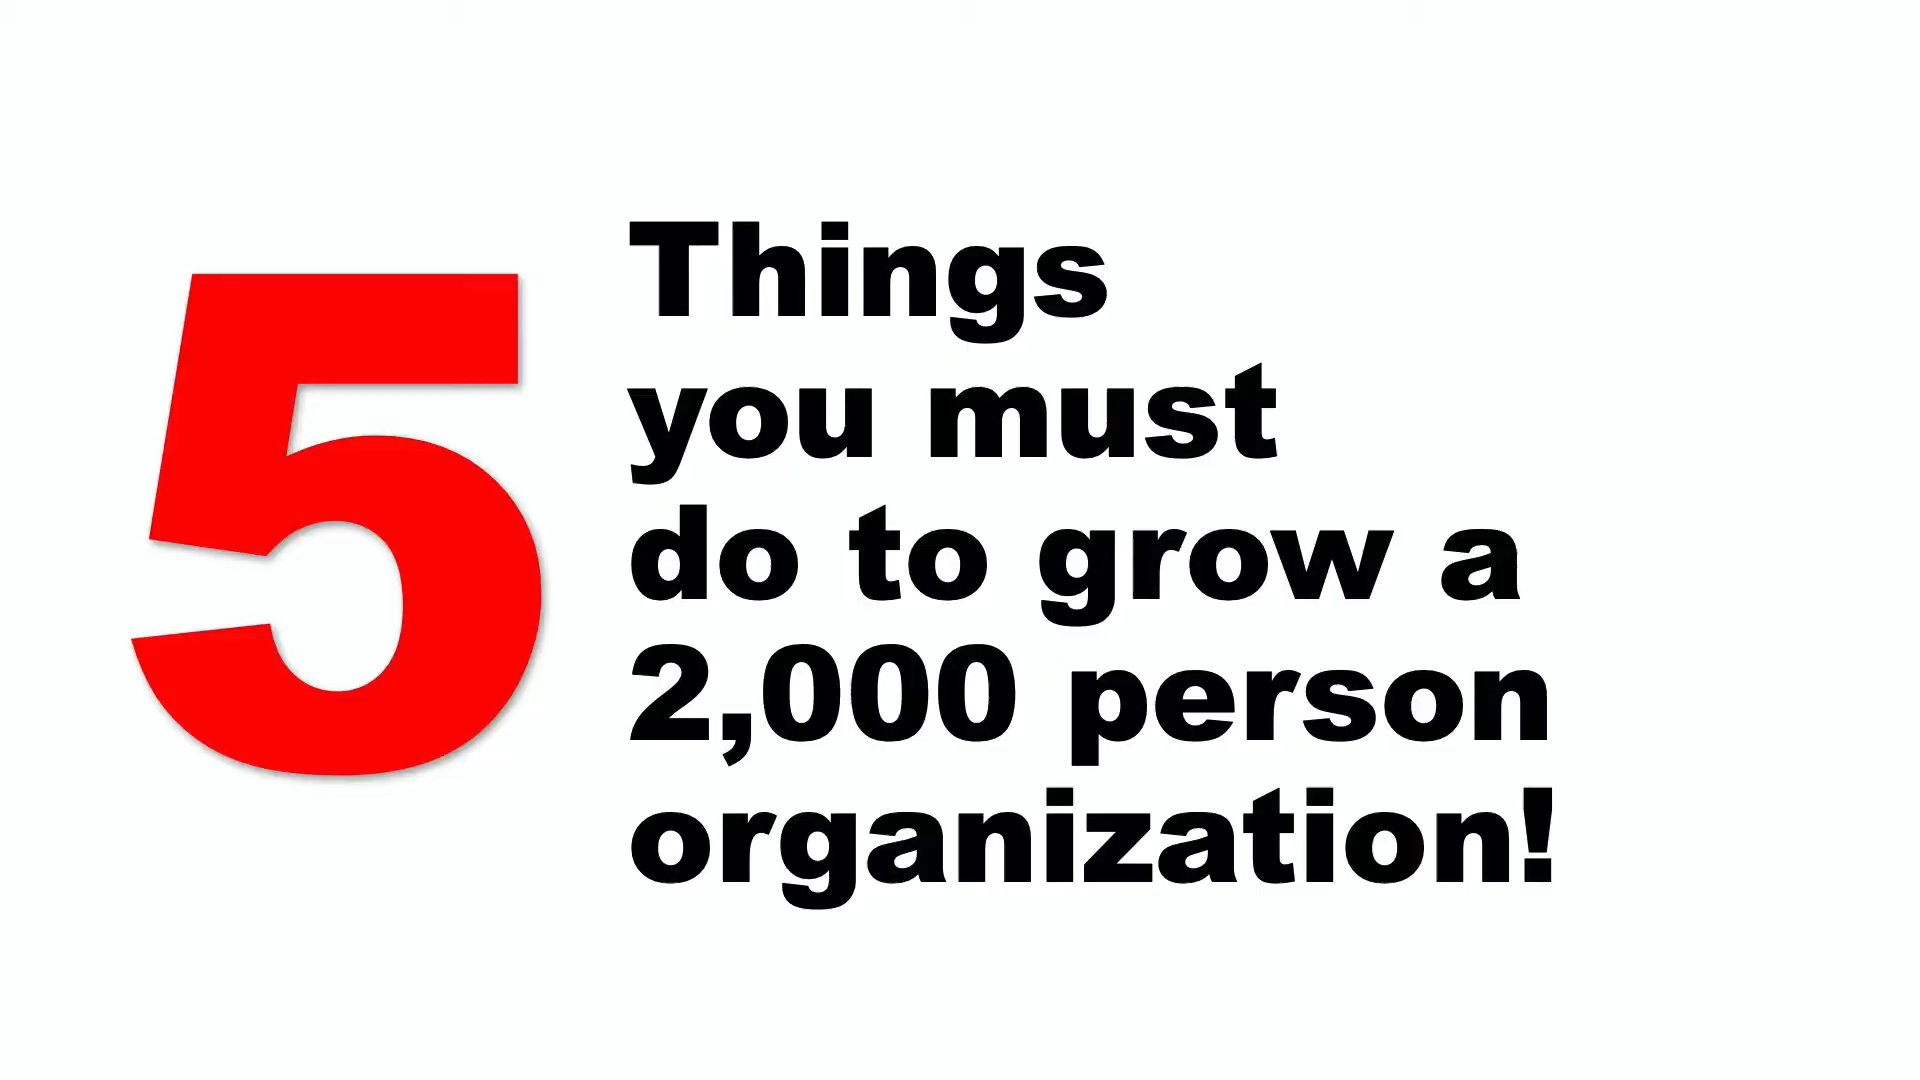 5
Things
you must
do to grow a
2,000 person
organization!